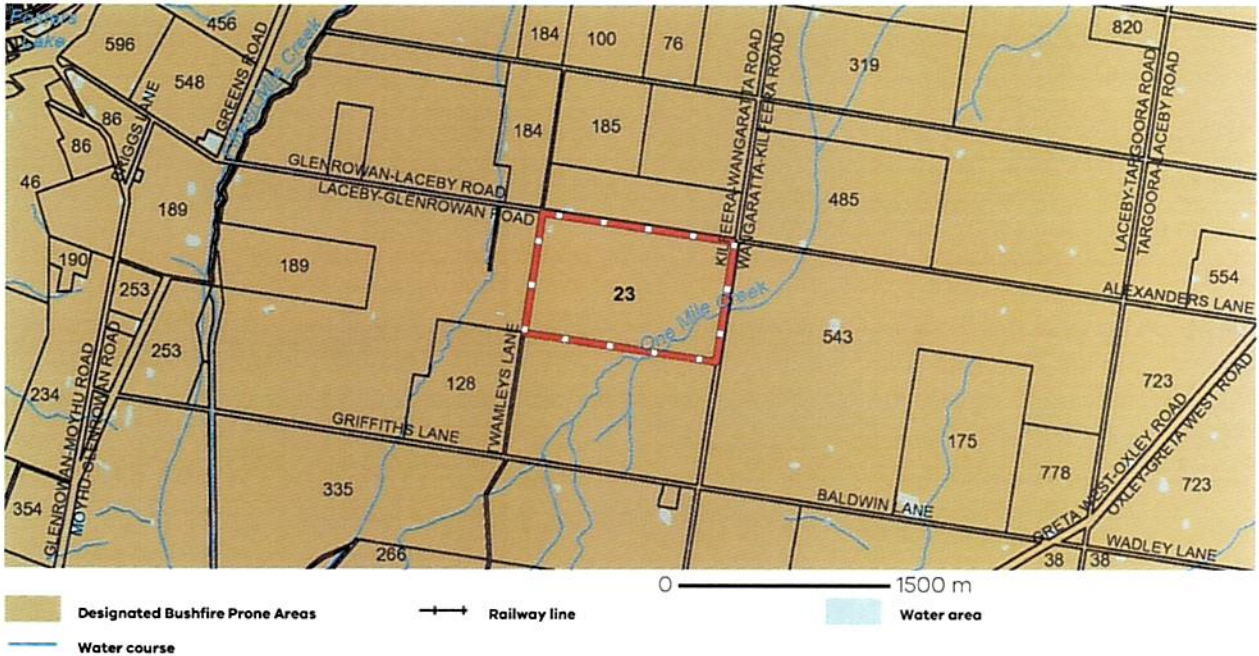 Lake
456
596
548
GREENS ROAD
Mile Creek
184
100
76
KILFEERA-WANGARATTA ROAD
WANGARATTA-KILFEERA ROAD
319
820
LACEBY-TARGOORA ROAD
TARGOORA-LACEBY ROAD
86
86
BRIGGS LANE
46
189
184
185
GLENROWAN-LACEBY ROAD
LACEBY-GLENROWAN ROAD
485
190
189
253
23
One Mile Creek
554
ALEXANDERS LANE
253
543
234
GLENROWAN-MOYHU ROAD
MOYHU-GLENROWAN ROAD
128
TWAMLEYS LANE
GRIFFITHS LANE
723
175
778
GRETA WEST-OXLEY ROAD
OXLEY-GRETA WEST ROAD
723
354
335
BALDWIN LANE
266
38
38
WADLEY LANE
0 1500 m
Designated Bushfire Prone Areas
Railway line
Water area
Water course